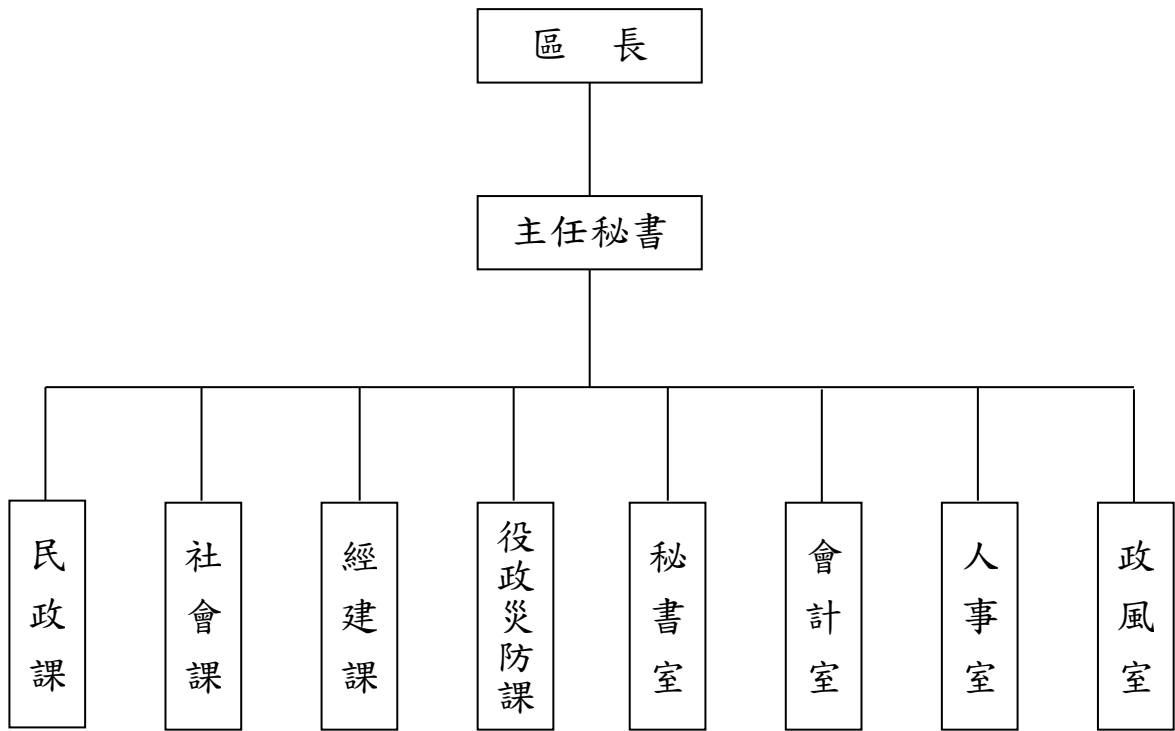 區 長
主任秘書
民政課
社會課
經建課
役政災防課
秘書室
會計室
人事室
政風室